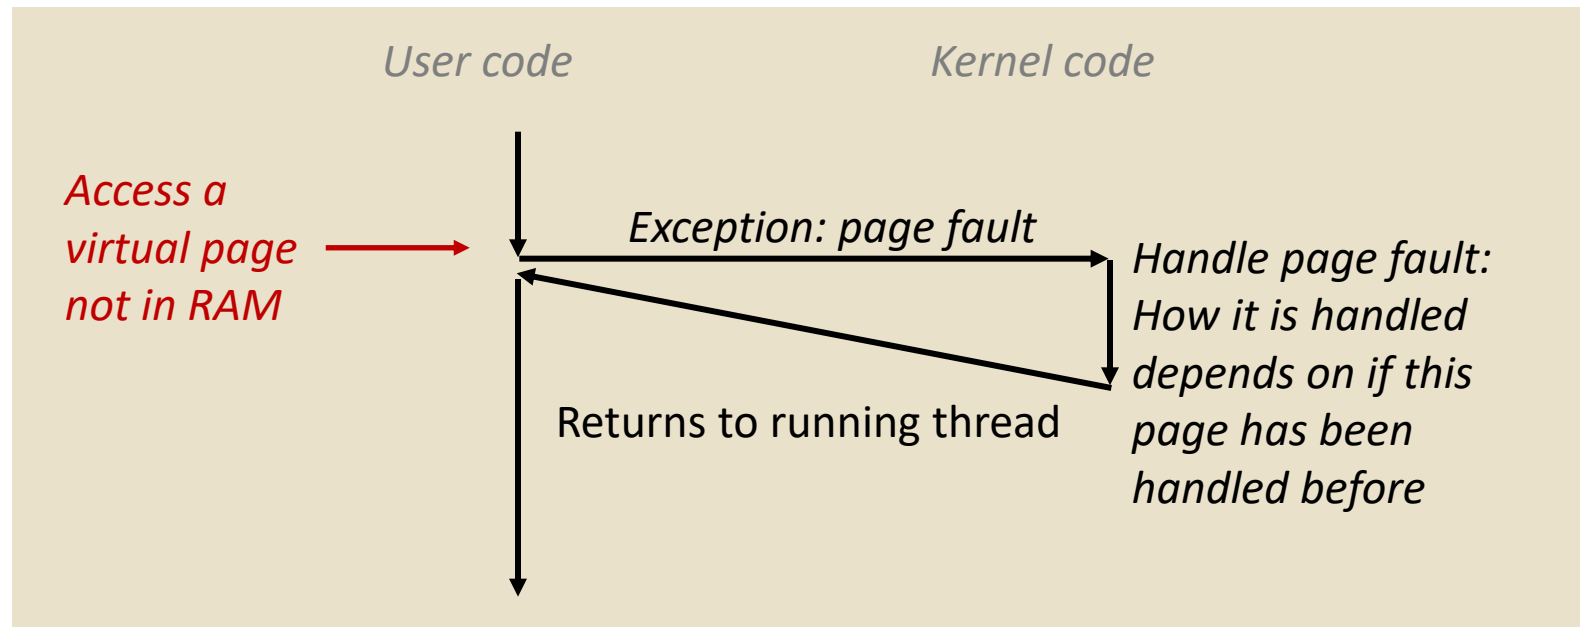 User code
Kernel code
Access a
virtual page
not in RAM
Exception: page fault
Handle page fault:
How it is handled
depends on if this
page has been
handled before
Returns to running thread